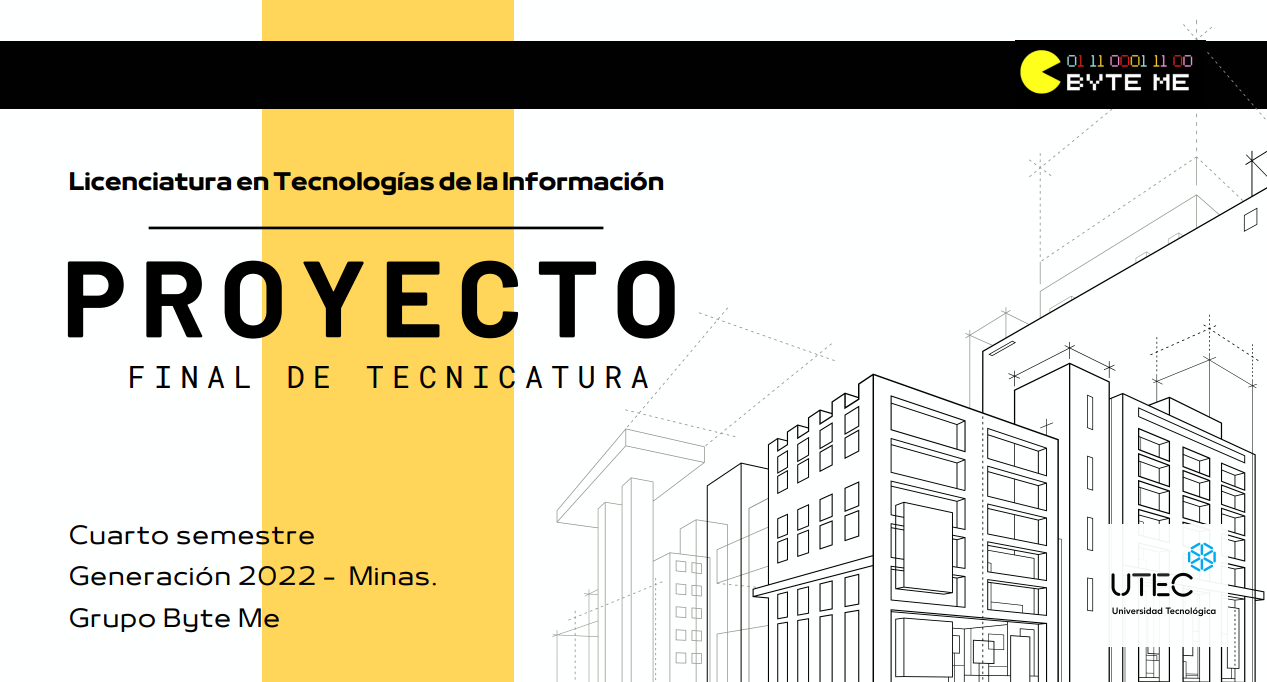 01 11 0001 11 00
BYTE ME
Licenciatura en Tecnologías de la Información
PROYECTO
FINAL DE TECNICATURA
Cuarto semestre
Generación 2022 - Minas.
Grupo Byte Me
UTEC
Universidad Tecnológica